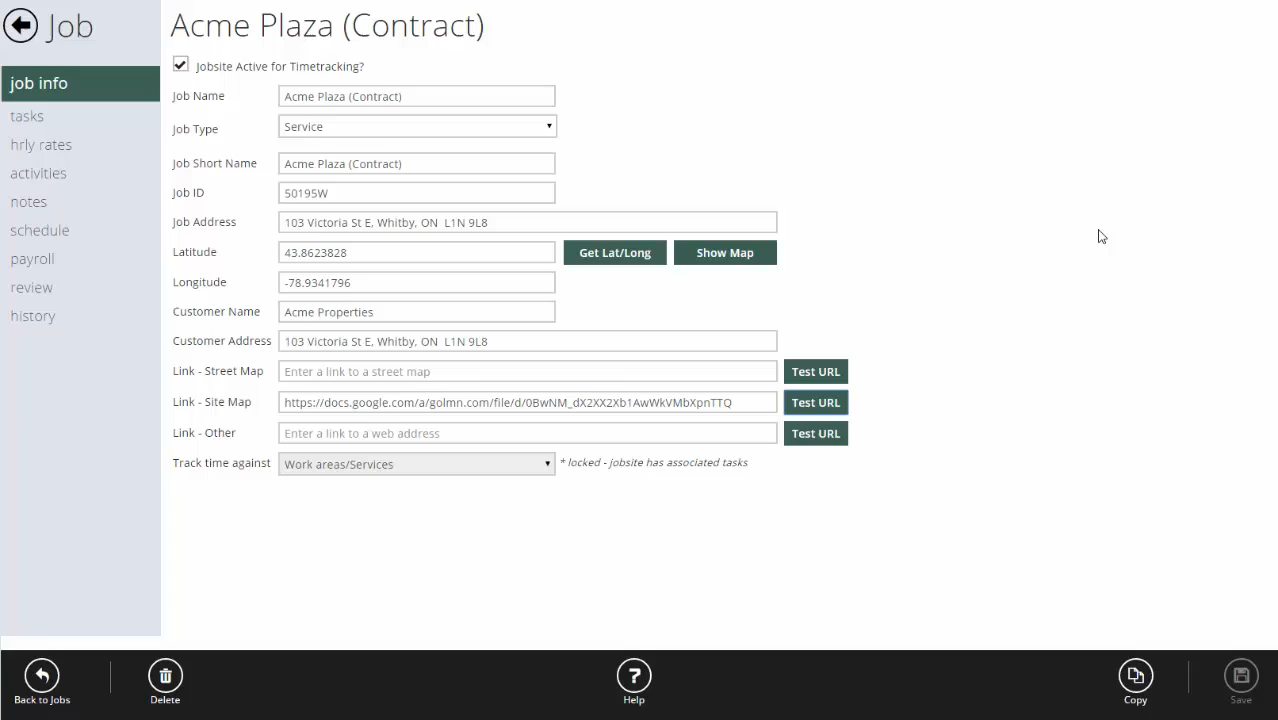 Job
Acme Plaza (Contract)
job info
tasks
hrly rates
activities
notes
schedule
payroll
review
history
Jobsite Active for Timetracking?
Job Name Acme Plaza (Contract)
Job Type Service
Job Short Name Acme Plaza (Contract)
Job ID 50195W
Job Address 103 Victoria St E, Whitby, ON L1N 9L8
Latitude 43.8623828 Get Lat/Long Show Map
Longitude -78.9341796
Customer Name Acme Properties
Customer Address 103 Victoria St E, Whitby, ON L1N 9L8
Link - Street Map Enter a link to a street map Test URL
Link - Site Map https://docs.google.com/a/golmn.com/file/d/0BwNM_dX2XX2Xb1AwWkVMbXpnTTQ Test URL
Link - Other Enter a link to a web address Test URL
Track time against Work areas/Services * locked - jobsite has associated tasks
Back to Jobs Delete ? Help Copy Save